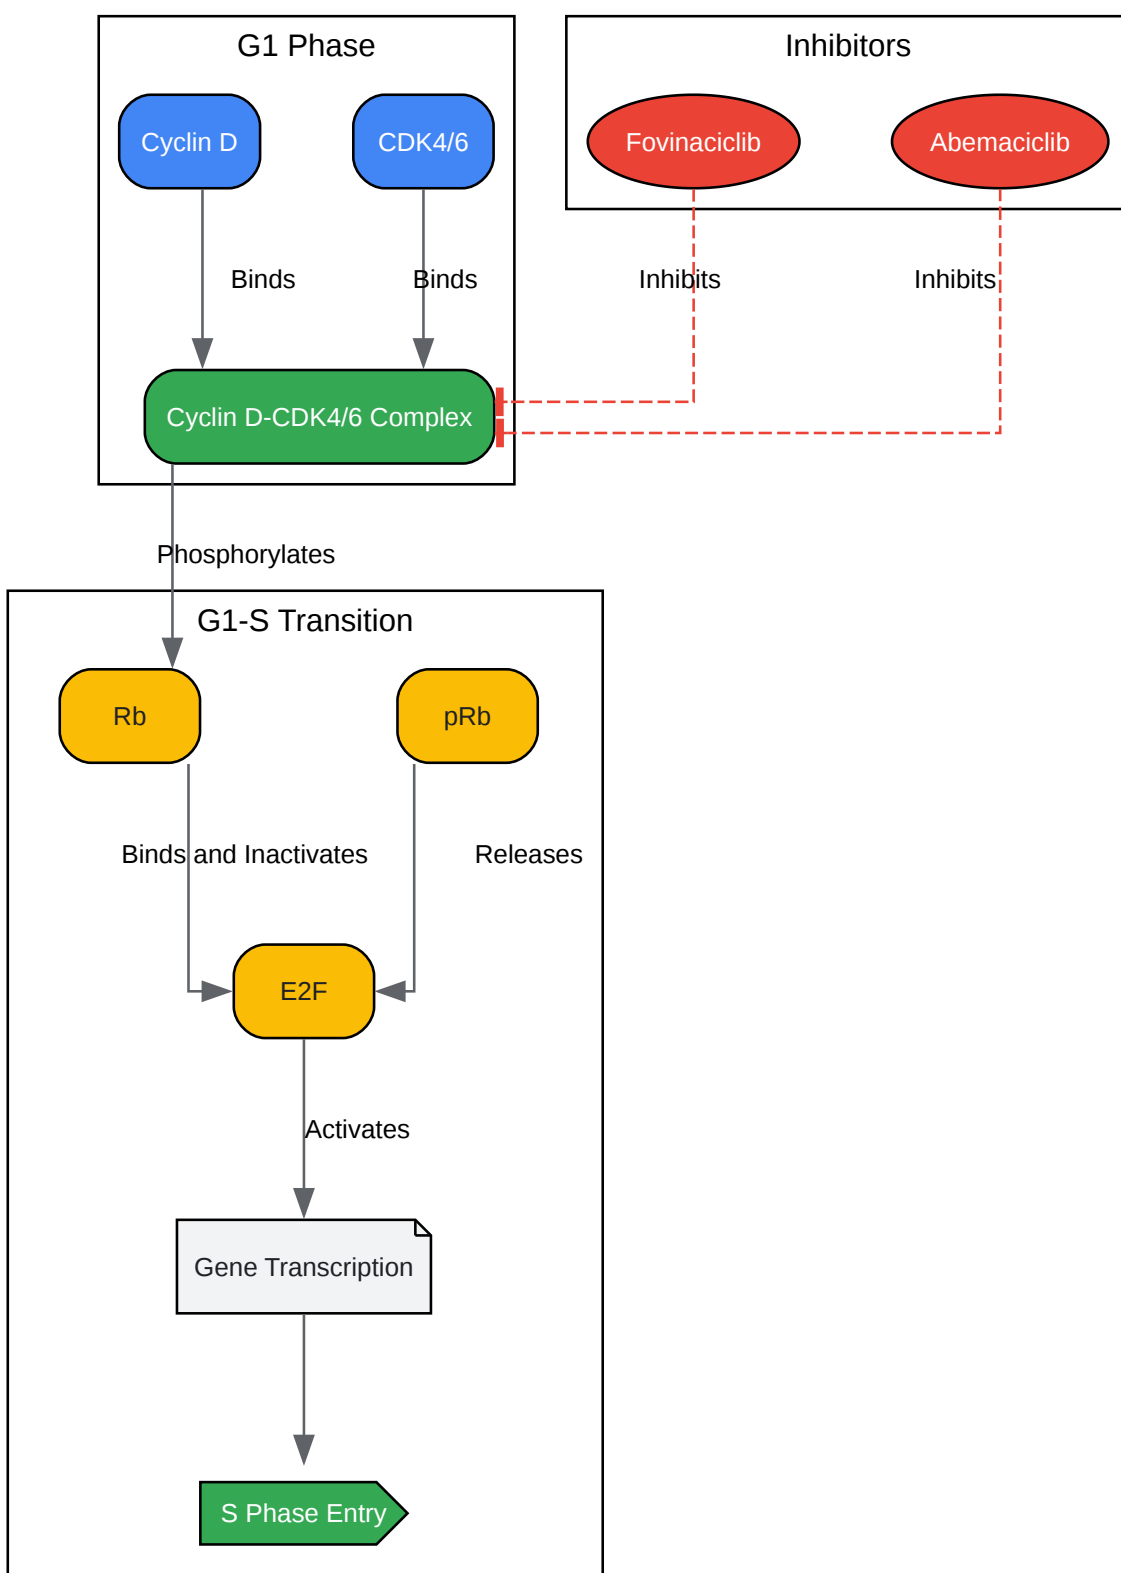 G1 Phase
Inhibitors
Cyclin D
CDK4/6
Fovinaciclib
Abemaciclib
Binds
Binds
Inhibits
Inhibits
Cyclin D-CDK4/6 Complex
Phosphorylates
G1-S Transition
Rb
pRb
Binds and Inactivates
Releases
E2F
Activates
Gene Transcription
S Phase Entry